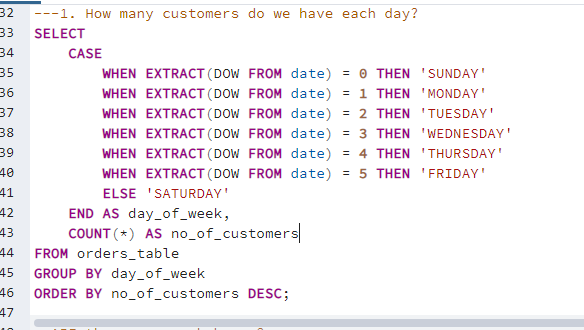 32 ---1. How many customers do we have each day?
33 SELECT
34 CASE
35 WHEN EXTRACT(DOW FROM date) = 0 THEN 'SUNDAY'
36 WHEN EXTRACT(DOW FROM date) = 1 THEN 'MONDAY'
37 WHEN EXTRACT(DOW FROM date) = 2 THEN 'TUESDAY'
38 WHEN EXTRACT(DOW FROM date) = 3 THEN 'WEDNESDAY'
39 WHEN EXTRACT(DOW FROM date) = 4 THEN 'THURSDAY'
40 WHEN EXTRACT(DOW FROM date) = 5 THEN 'FRIDAY'
41 ELSE 'SATURDAY'
42 END AS day_of_week,
43 COUNT(*) AS no_of_customers
44 FROM orders_table
45 GROUP BY day_of_week
46 ORDER BY no_of_customers DESC;
47